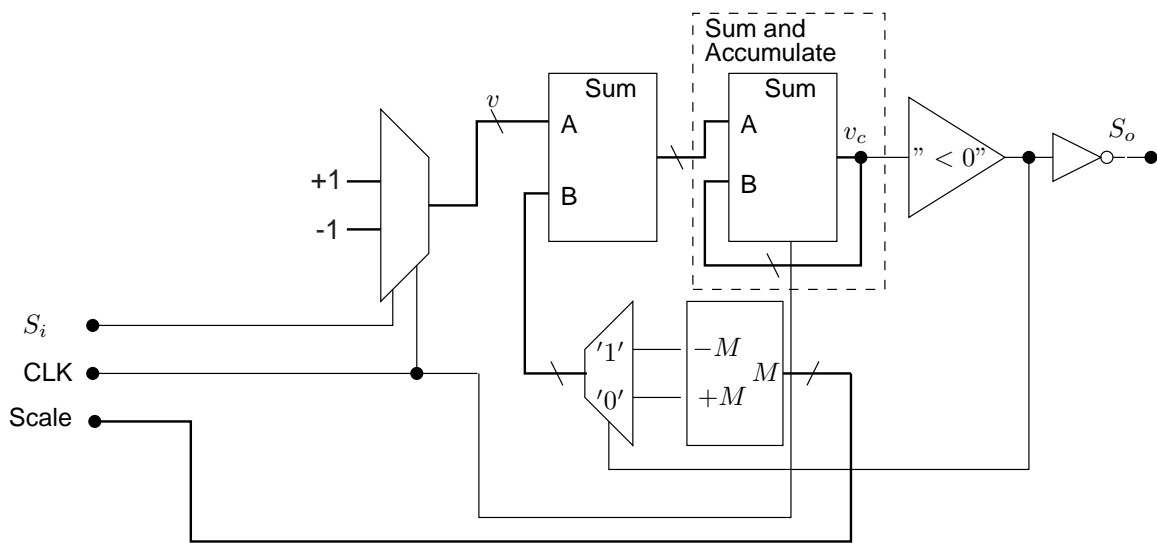 Sum and
Accumulate
Sum
Sum
v
A
B
A
B
v_c
" < 0"
S_o
+1
-1
S_i
CLK
Scale
'1'
'0'
−M
+M
M